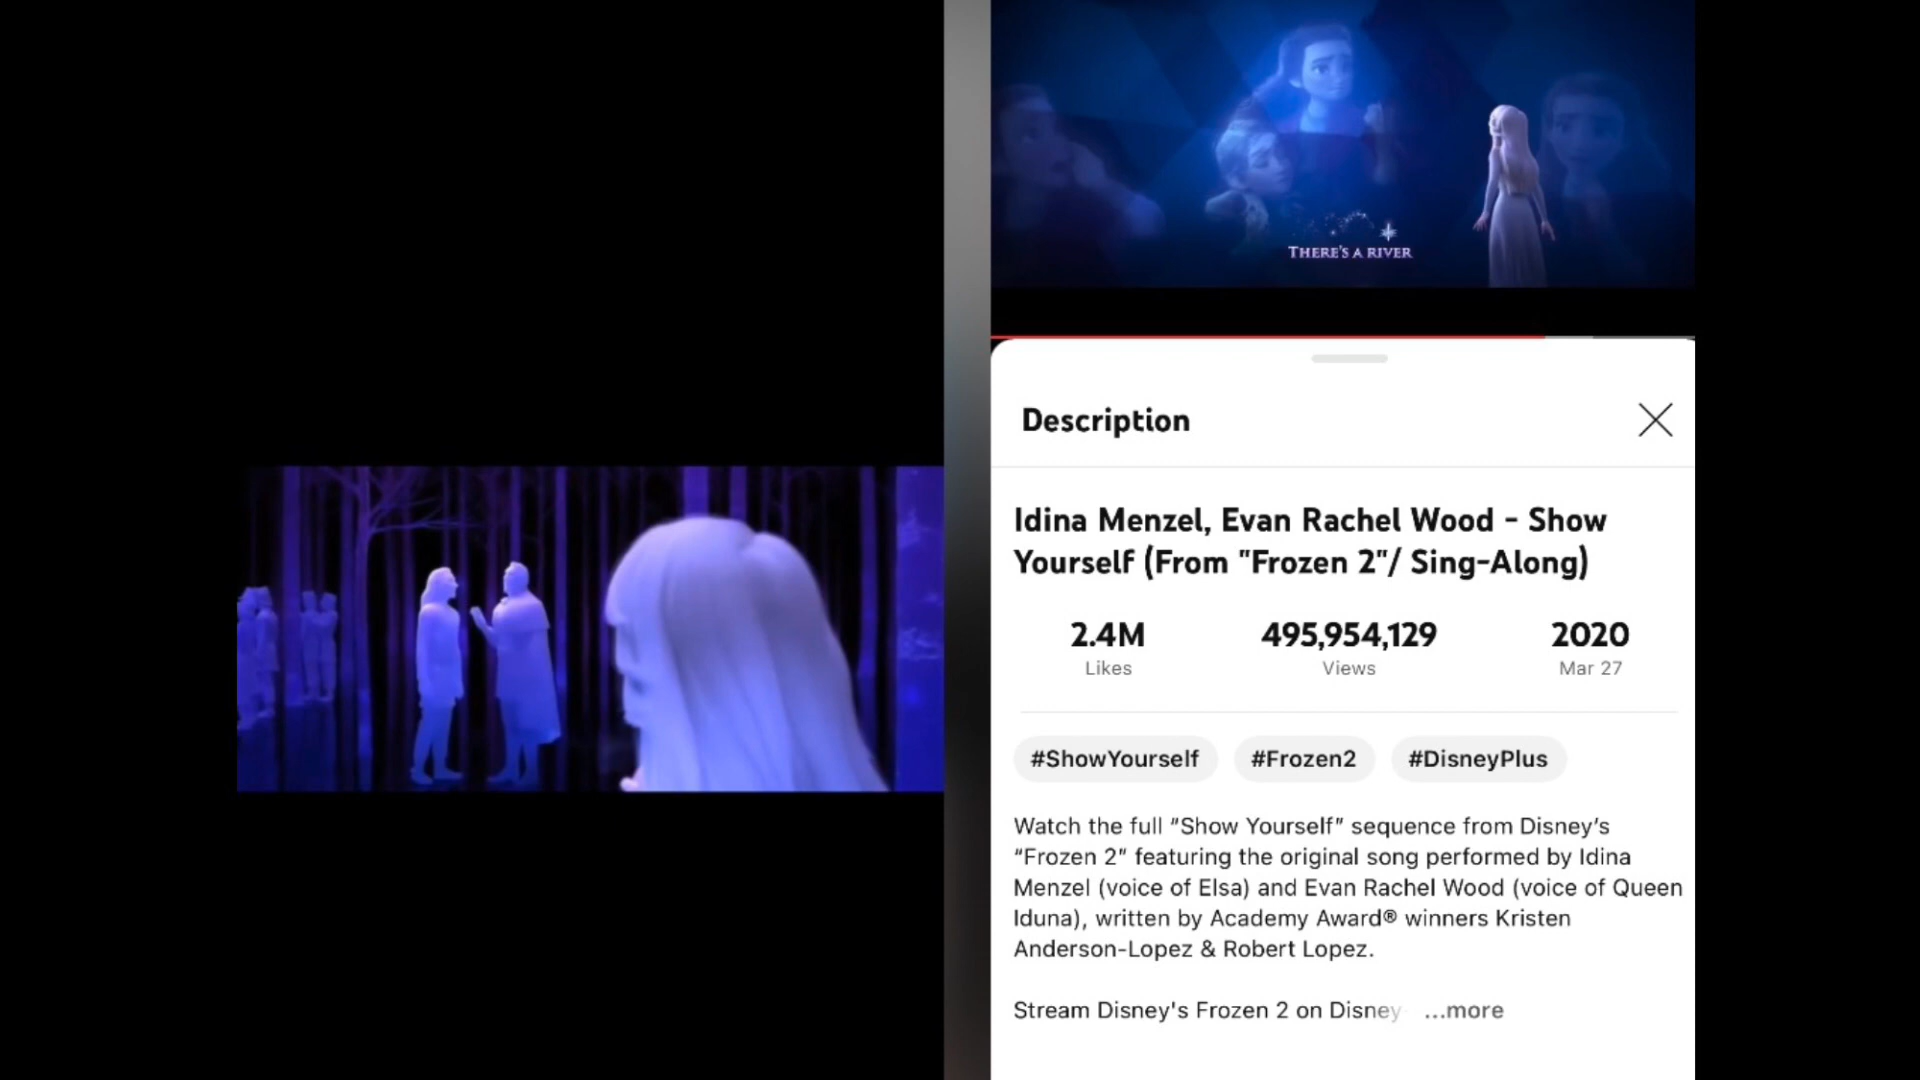 THERE'S A RIVER
Description
Idina Menzel, Evan Rachel Wood - Show
Yourself (From "Frozen 2"/ Sing-Along)
2.4M 495,954,129 2020
Likes Views Mar 27
#ShowYourself #Frozen2 #DisneyPlus
Watch the full “Show Yourself” sequence from Disney’s
“Frozen 2” featuring the original song performed by Idina
Menzel (voice of Elsa) and Evan Rachel Wood (voice of Queen
Iduna), written by Academy Award® winners Kristen
Anderson-Lopez & Robert Lopez.
Stream Disney's Frozen 2 on Disney ...more